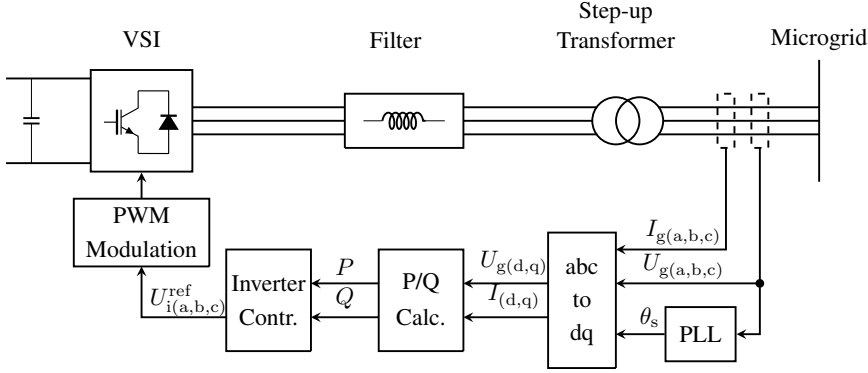 Step-up
VSI
Filter
Transformer
Microgrid
PWM
Modulation
I_g(a,b,c)
U_g(a,b,c)
U_g(d,q)
I_(d,q)
abc
to
dq
P/Q
Calc.
P
Q
Inverter
Contr.
U_i(a,b,c)^ref
θ_s
PLL